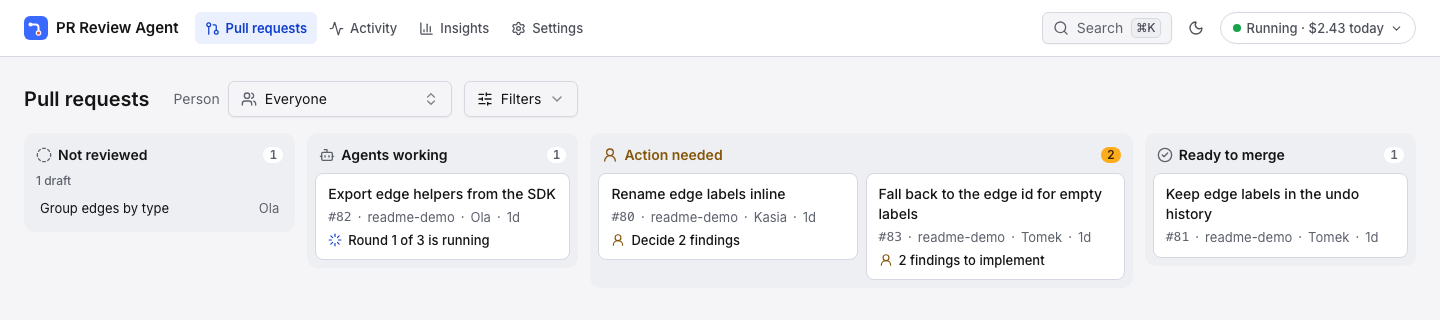 PR Review Agent
Pull requests
Activity
Insights
Settings
Search ⌘K
Running · $2.43 today
Pull requests
Person
Everyone
Filters
Not reviewed 1
1 draft
Group edges by type Ola
Agents working 1
Export edge helpers from the SDK
#82 · readme-demo · Ola · 1d
Round 1 of 3 is running
Action needed 2
Rename edge labels inline
#80 · readme-demo · Kasia · 1d
Decide 2 findings
Fall back to the edge id for empty
labels
#83 · readme-demo · Tomek · 1d
2 findings to implement
Ready to merge 1
Keep edge labels in the undo
history
#81 · readme-demo · Tomek · 1d